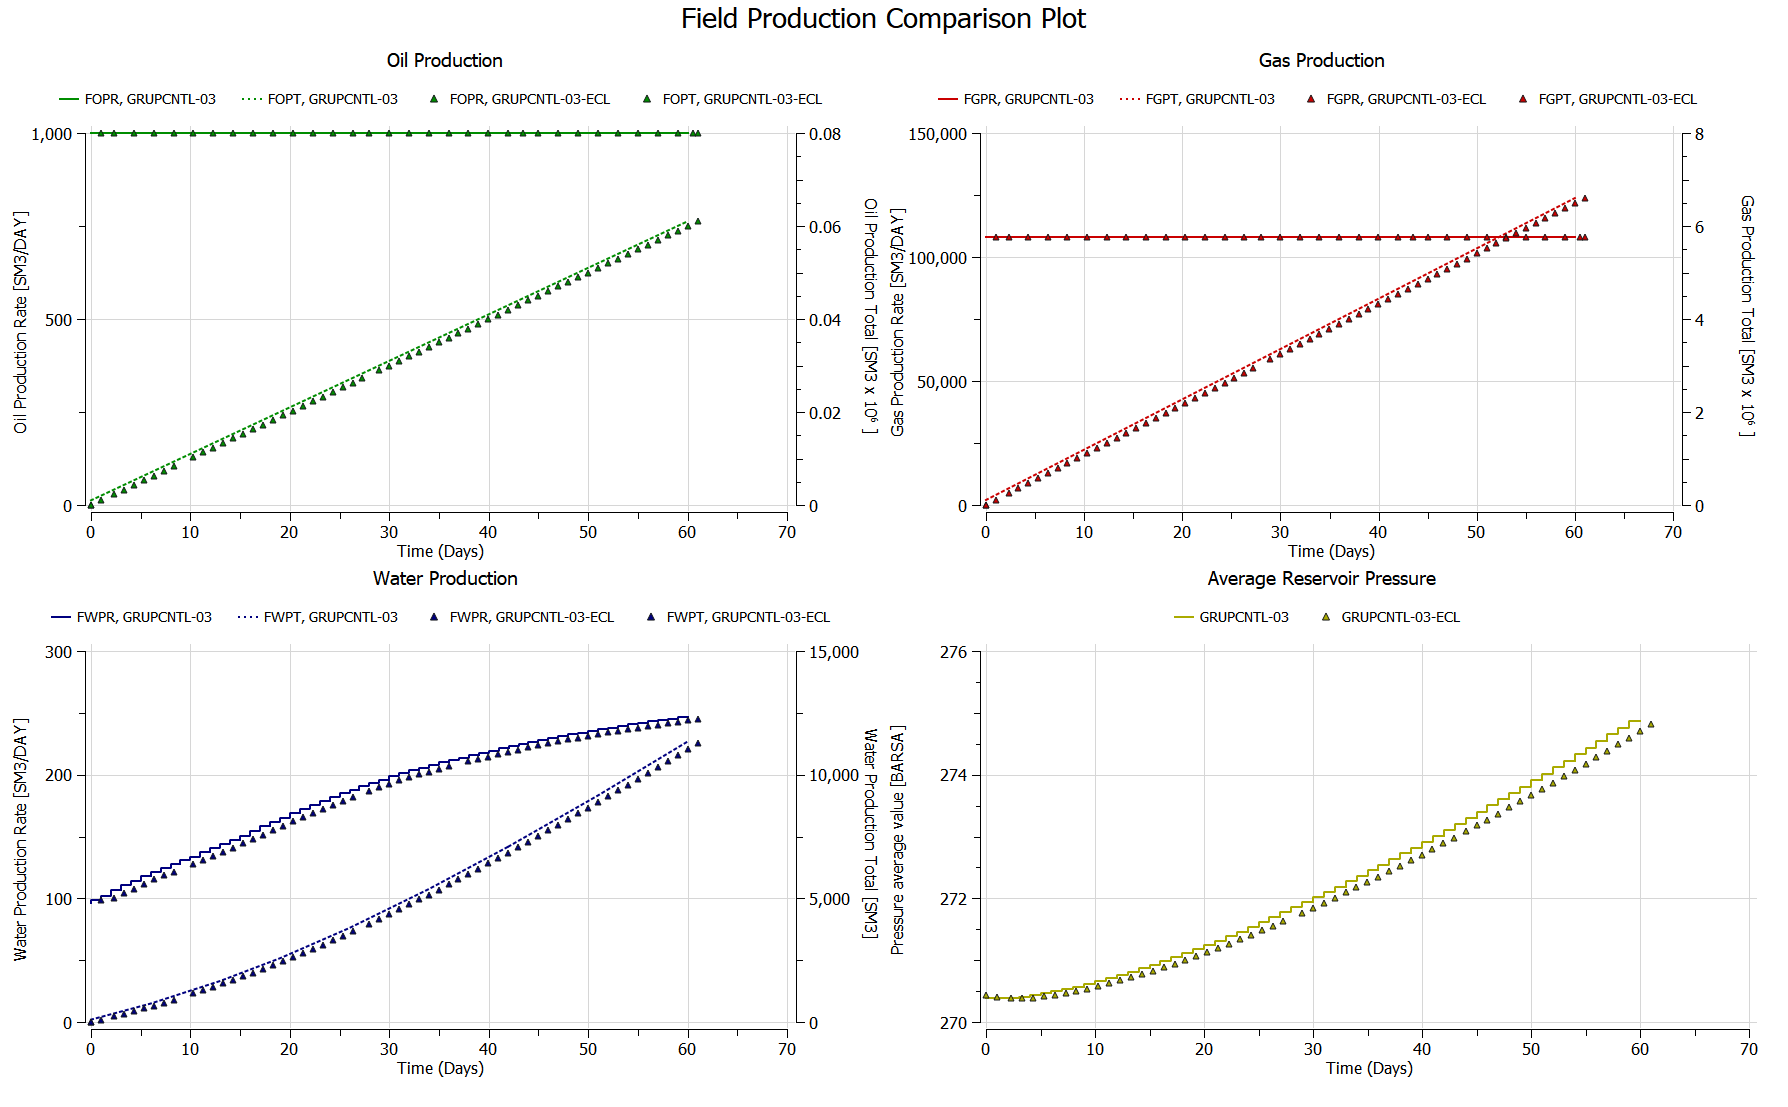 Field Production Comparison Plot
Oil Production
FOPR, GRUPCNTL-03 FOPT, GRUPCNTL-03 FOPR, GRUPCNTL-03-ECL FOPT, GRUPCNTL-03-ECL
1,000
500
0
Oil Production Rate [SM3/DAY]
0.08
0.06
0.04
0.02
0
Oil Production Total [SM3 x 10⁶ ]
0 10 20 30 40 50 60 70
Time (Days)
Gas Production
FGPR, GRUPCNTL-03 FGPT, GRUPCNTL-03 FGPR, GRUPCNTL-03-ECL FGPT, GRUPCNTL-03-ECL
150,000
100,000
50,000
0
Gas Production Rate [SM3/DAY]
8
6
4
2
0
Gas Production Total [SM3 x 10⁶ ]
0 10 20 30 40 50 60 70
Time (Days)
Water Production
FWPR, GRUPCNTL-03 FWPT, GRUPCNTL-03 FWPR, GRUPCNTL-03-ECL FWPT, GRUPCNTL-03-ECL
300
200
100
0
Water Production Rate [SM3/DAY]
15,000
10,000
5,000
0
Water Production Total [SM3]
0 10 20 30 40 50 60 70
Time (Days)
Average Reservoir Pressure
GRUPCNTL-03 GRUPCNTL-03-ECL
276
274
272
270
Pressure average value [BARSA]
0 10 20 30 40 50 60 70
Time (Days)